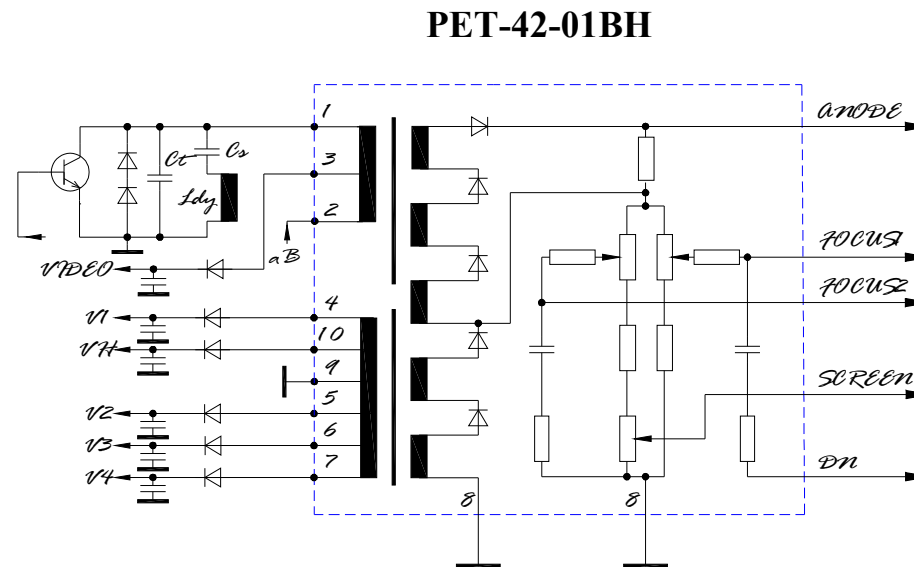 PET-42-01BH
1
ANODE
Ct
Cs
3
Ldy
2
aB
FOCUS1
VIDEO
FOCUS2
4
V1
10
VH
9
SCREEN
5
V2
6
V3
7
V4
DN
8
8